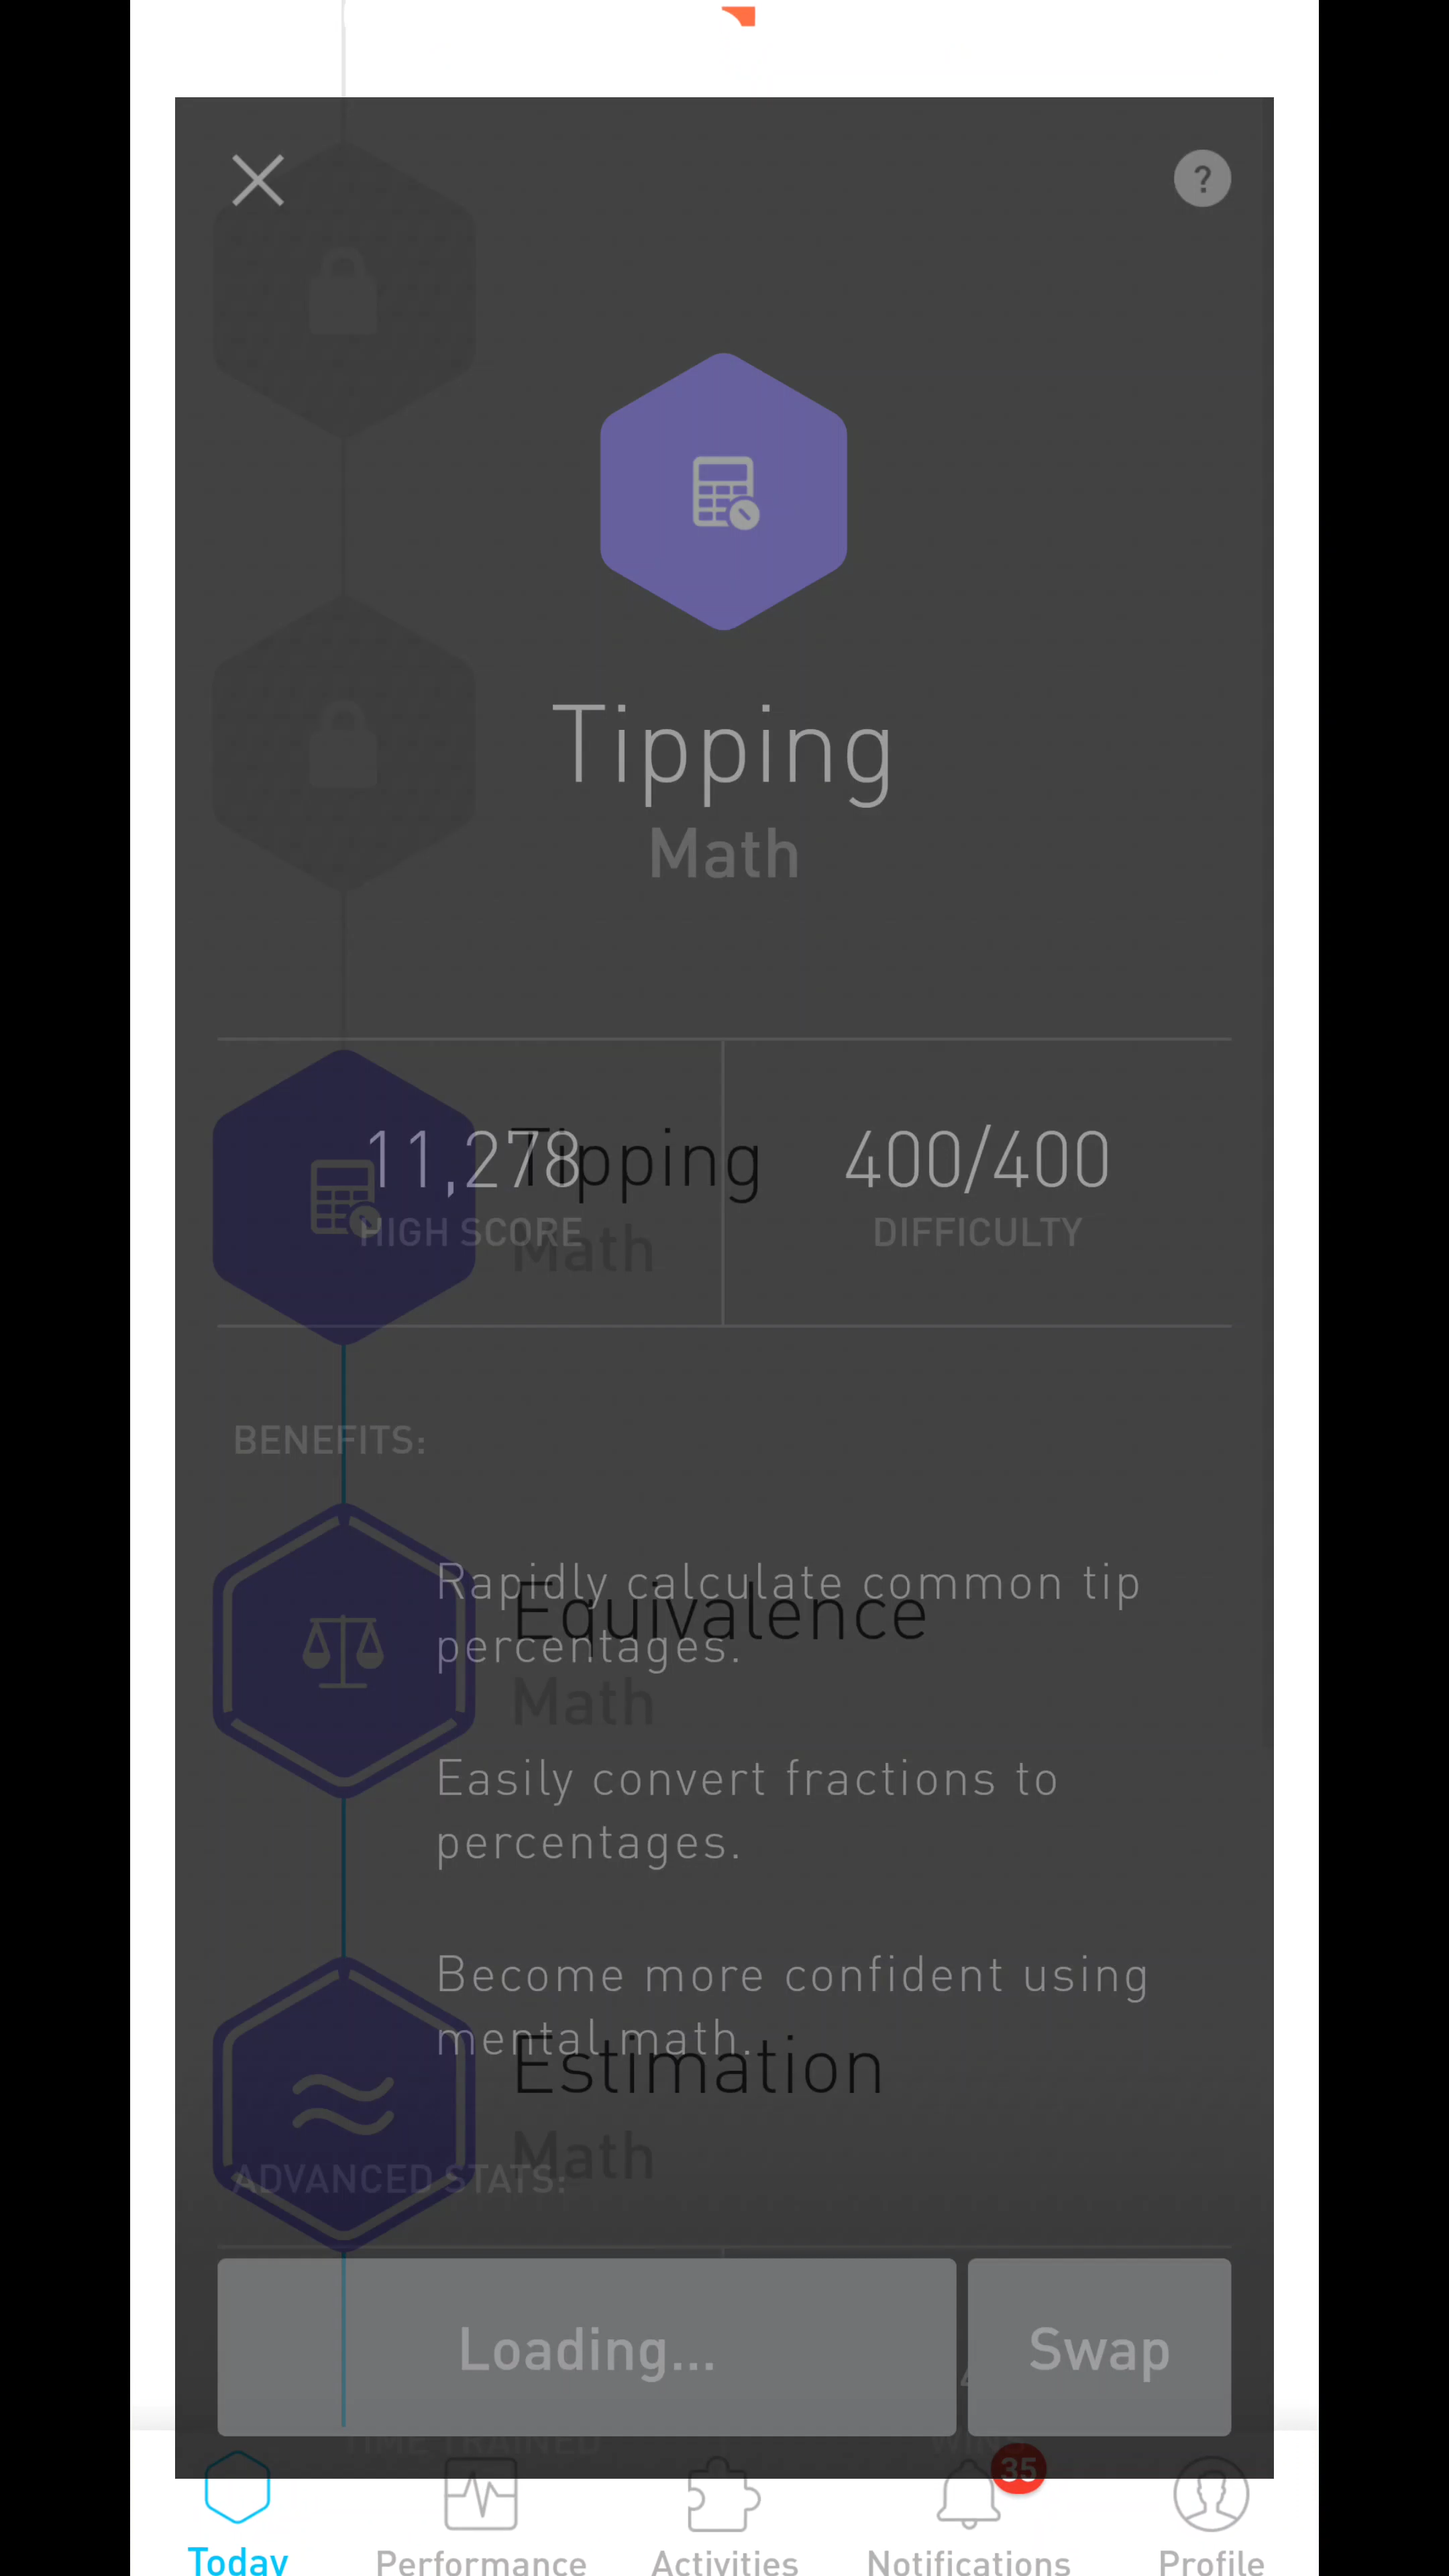 ?
Tipping
Math
11,278
HIGH SCORE
400/400
DIFFICULTY
Tipping
Math
BENEFITS:
Rapidly calculate common tip
percentages.
Equivalence
Math
Easily convert fractions to
percentages.
Become more confident using
mental math.
Estimation
Math
ADVANCED STATS:
Loading...
Swap
TIME TRAINED
35
Today
Performance
Activities
Notifications
Profile